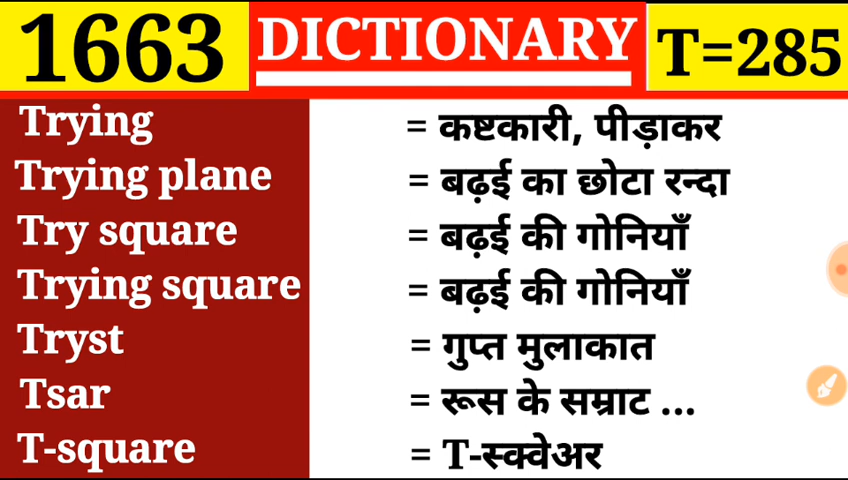 1663 DICTIONARY T=285
Trying = कष्टकारी, पीड़ाकर
Trying plane = बढ़ई का छोटा रन्दा
Try square = बढ़ई की गोनियाँ
Trying square = बढ़ई की गोनियाँ
Tryst = गुप्त मुलाकात
Tsar = रूस के सम्राट ...
T-square = T-स्क्वेअर